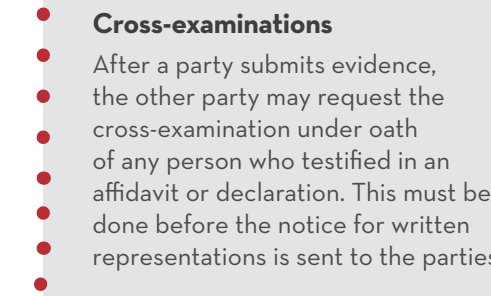 Cross-examinations
After a party submits evidence,
the other party may request the
cross-examination under oath
of any person who testified in an
affidavit or declaration. This must be
done before the notice for written
representations is sent to the parties